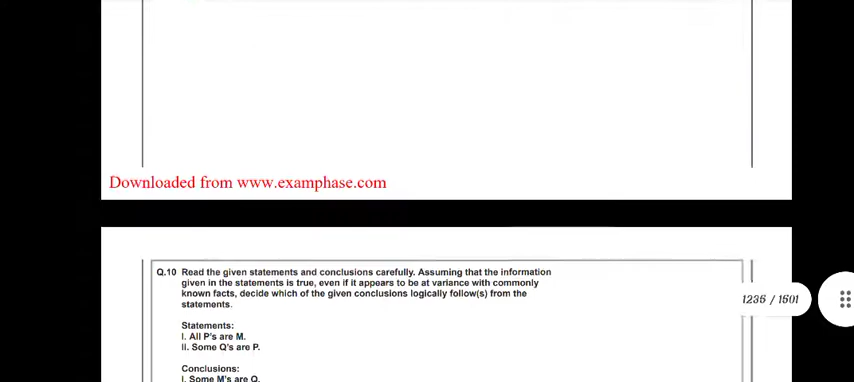 Downloaded from www.examphase.com
Q.10 Read the given statements and conclusions carefully. Assuming that the information
given in the statements is true, even if it appears to be at variance with commonly
known facts, decide which of the given conclusions logically follow(s) from the
statements.
Statements:
I. All P's are M.
II. Some Q's are P.
Conclusions:
I. Some M's are Q.
1235 / 1501